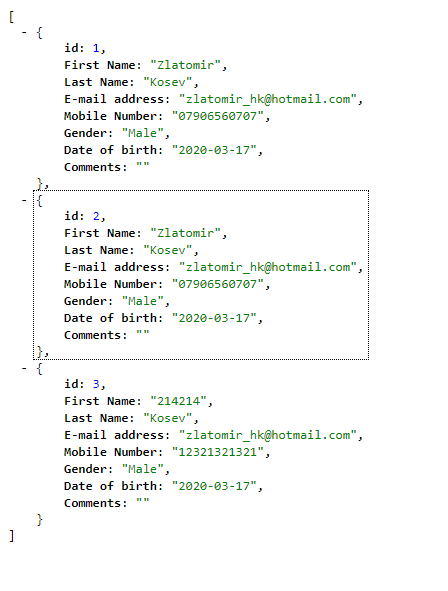 [
- {
id: 1,
First Name: "Zlatomir",
Last Name: "Kosev",
E-mail address: "zlatomir_hk@hotmail.com",
Mobile Number: "07906560707",
Gender: "Male",
Date of birth: "2020-03-17",
Comments: ""
},
- {
id: 2,
First Name: "Zlatomir",
Last Name: "Kosev",
E-mail address: "zlatomir_hk@hotmail.com",
Mobile Number: "07906560707",
Gender: "Male",
Date of birth: "2020-03-17",
Comments: ""
},
- {
id: 3,
First Name: "214214",
Last Name: "Kosev",
E-mail address: "zlatomir_hk@hotmail.com",
Mobile Number: "12321321321",
Gender: "Male",
Date of birth: "2020-03-17",
Comments: ""
}
]